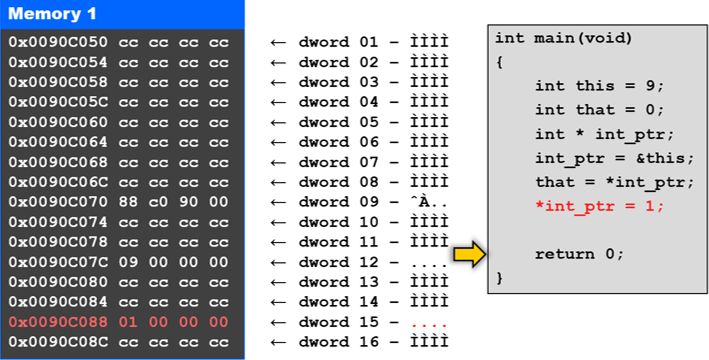 Memory 1
0x0090C050 cc cc cc cc ← dword 01 – ÌÌÌÌ
0x0090C054 cc cc cc cc ← dword 02 – ÌÌÌÌ
0x0090C058 cc cc cc cc ← dword 03 – ÌÌÌÌ
0x0090C05C cc cc cc cc ← dword 04 – ÌÌÌÌ
0x0090C060 cc cc cc cc ← dword 05 – ÌÌÌÌ
0x0090C064 cc cc cc cc ← dword 06 – ÌÌÌÌ
0x0090C068 cc cc cc cc ← dword 07 – ÌÌÌÌ
0x0090C06C cc cc cc cc ← dword 08 – ÌÌÌÌ
0x0090C070 88 c0 90 00 ← dword 09 – ˆÀ..
0x0090C074 cc cc cc cc ← dword 10 – ÌÌÌÌ
0x0090C078 cc cc cc cc ← dword 11 – ÌÌÌÌ
0x0090C07C 09 00 00 00 ← dword 12 – ....
0x0090C080 cc cc cc cc ← dword 13 – ÌÌÌÌ
0x0090C084 cc cc cc cc ← dword 14 – ÌÌÌÌ
0x0090C088 01 00 00 00 ← dword 15 – ....
0x0090C08C cc cc cc cc ← dword 16 – ÌÌÌÌ
int main(void)
{
int this = 9;
int that = 0;
int * int_ptr;
int_ptr = &this;
that = *int_ptr;
*int_ptr = 1;
return 0;
}